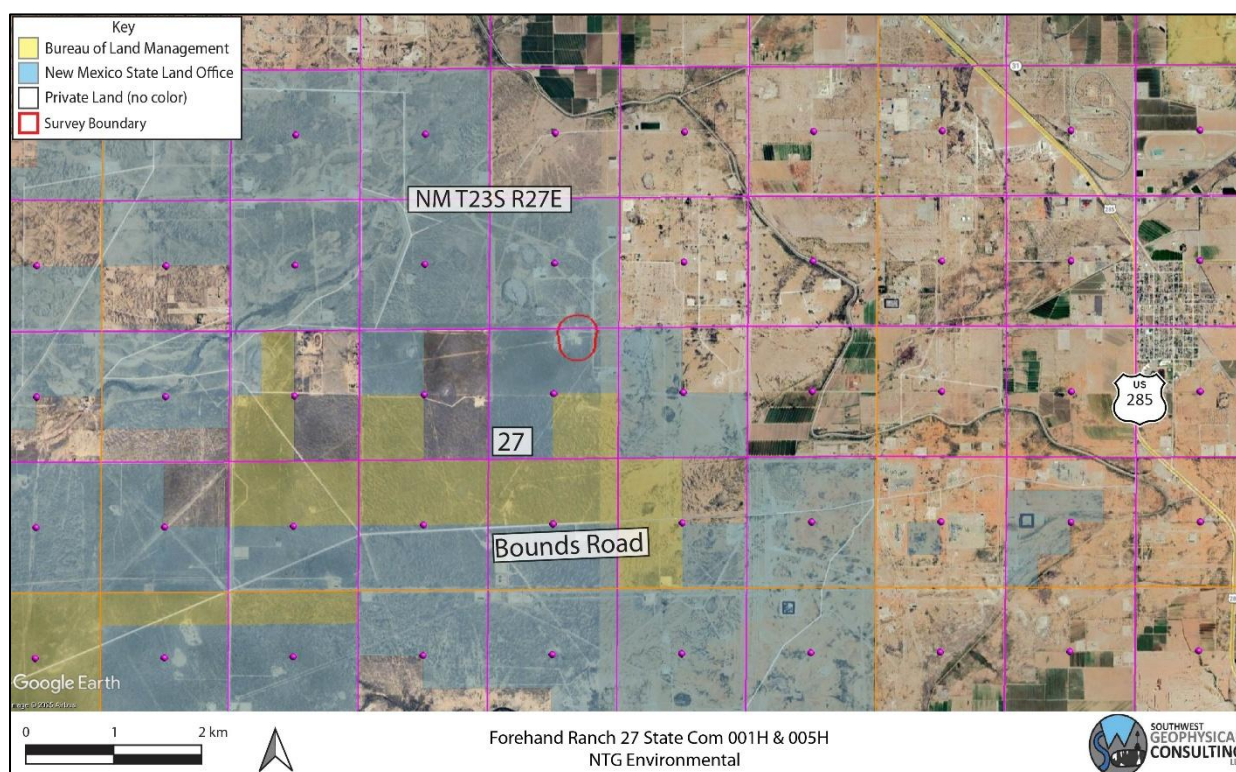 Key
Bureau of Land Management
New Mexico State Land Office
Private Land (no color)
Survey Boundary
31
NM T23S R27E
285
US
285
27
Bounds Road
Google Earth
0 1 2 km
Forehand Ranch 27 State Com 001H & 005H
NTG Environmental
SOUTHWEST
GEOPHYSICAL
CONSULTING